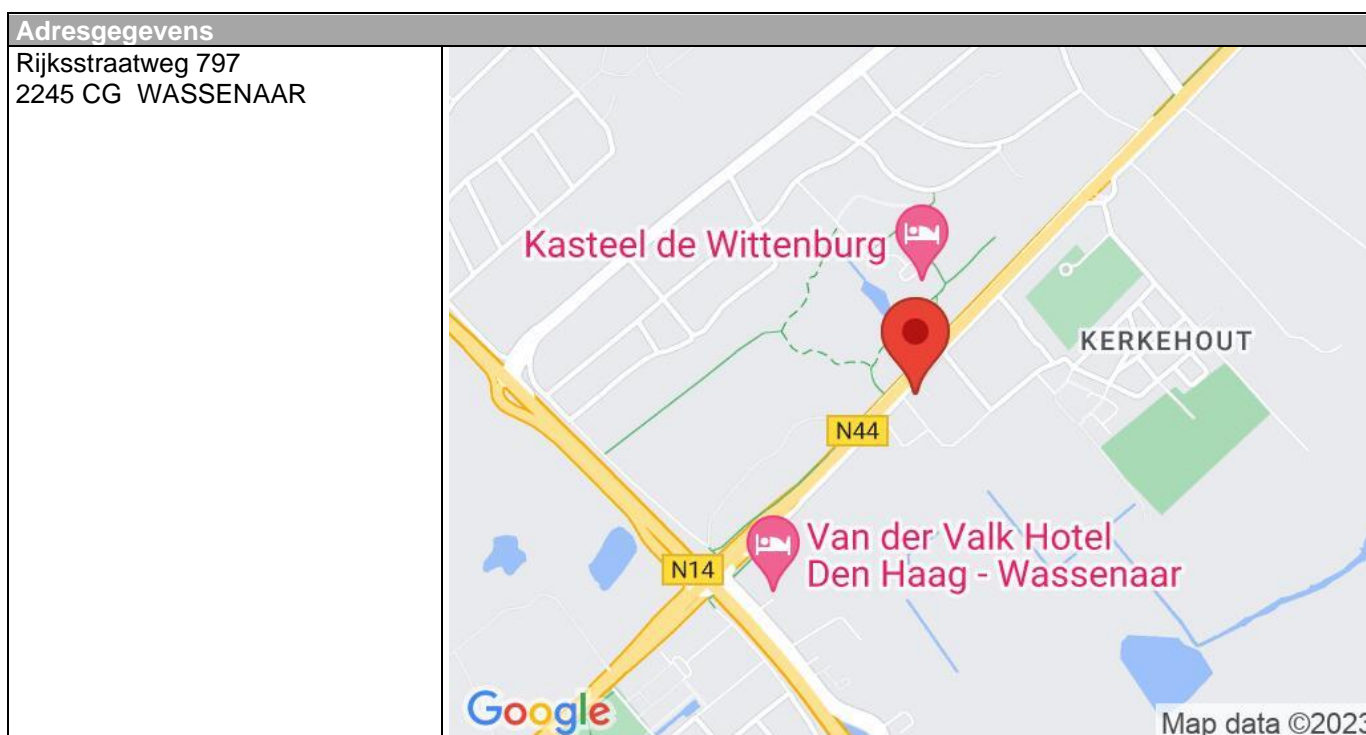 Adresgegevens
Rijksstraatweg 797
2245 CG  WASSENAAR
Kasteel de Wittenburg
KERKEHOUT
N44
Van der Valk Hotel
Den Haag - Wassenaar
N14
Google
Map data ©2023